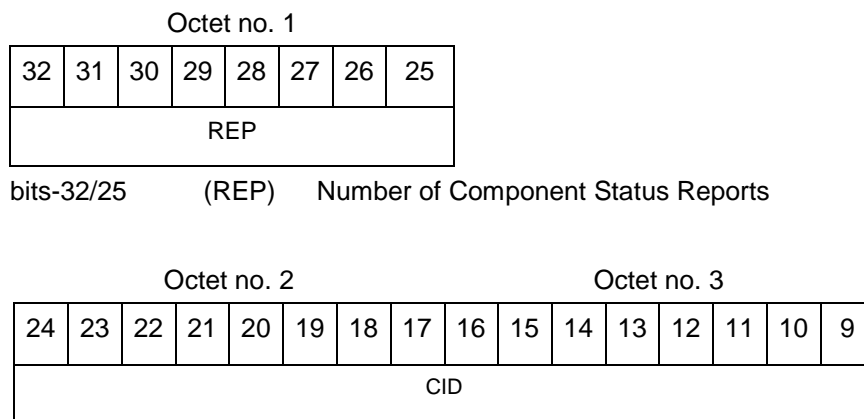 Octet no. 1
32 31 30 29 28 27 26 25
REP
bits-32/25 (REP) Number of Component Status Reports
Octet no. 2 Octet no. 3
24 23 22 21 20 19 18 17 16 15 14 13 12 11 10 9
CID